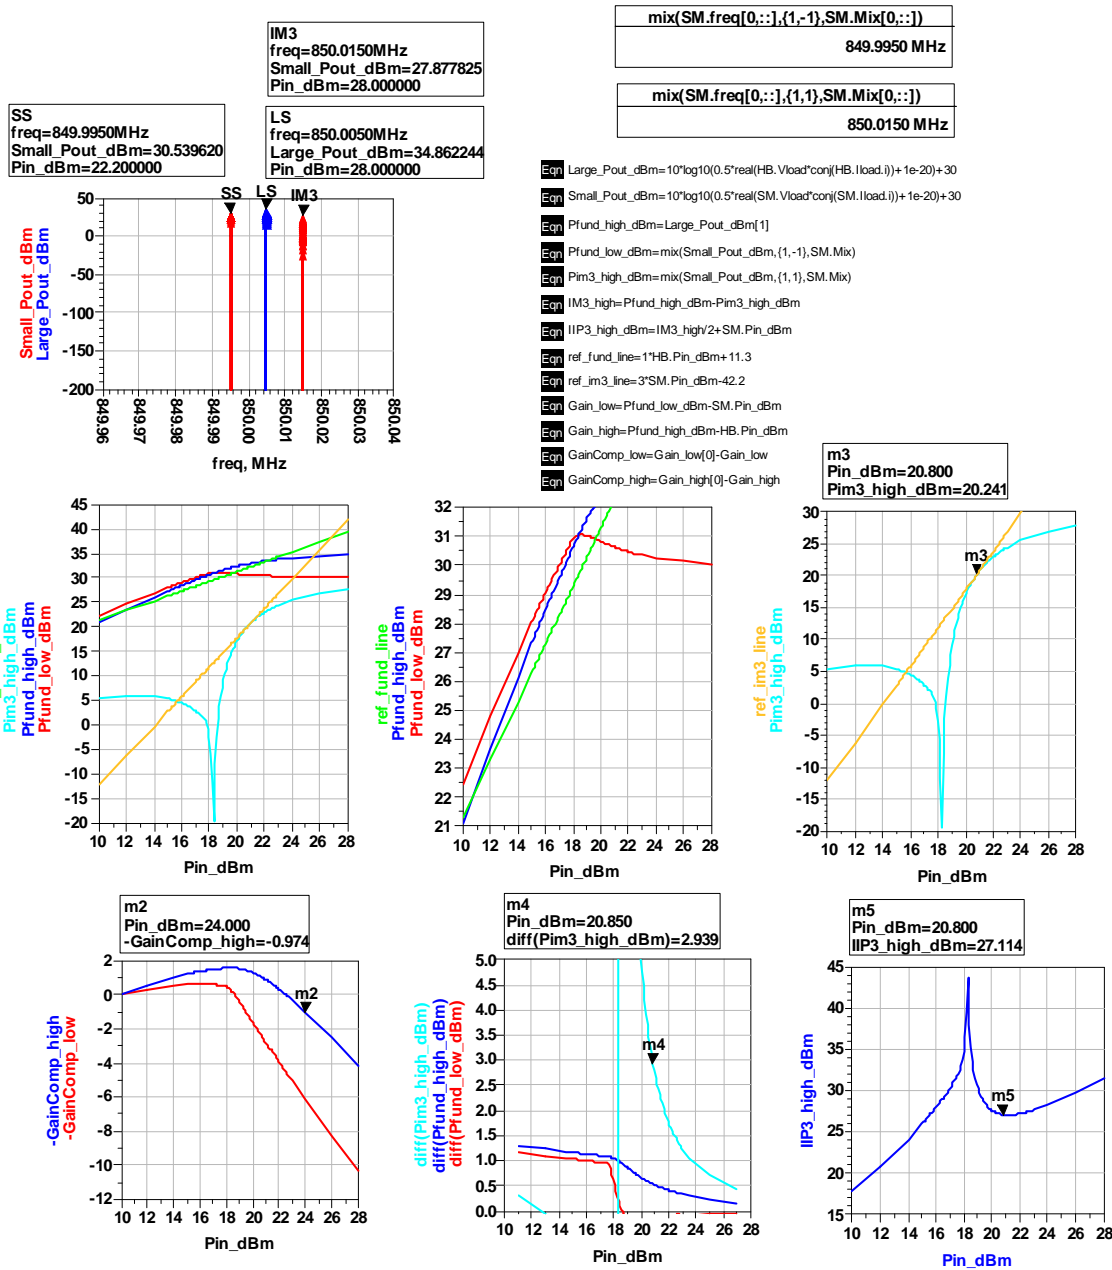 mix(SM.freq[0,::],{1,-1},SM.Mix[0,::])
849.9950 MHz
mix(SM.freq[0,::],{1,1},SM.Mix[0,::])
850.0150 MHz
IM3
freq=850.0150MHz
Small_Pout_dBm=27.877825
Pin_dBm=28.000000
SS
freq=849.9950MHz
Small_Pout_dBm=30.539620
Pin_dBm=22.200000
LS
freq=850.0050MHz
Large_Pout_dBm=34.862244
Pin_dBm=28.000000
SS LS IM3
50
0
-50
-100
-150
-200
849.96 849.97 849.98 849.99 850.00 850.01 850.02 850.03 850.04
freq, MHz
Small_Pout_dBm
Large_Pout_dBm
Eqn Large_Pout_dBm=10*log10(0.5*real(HB.Vload*conj(HB.Iload.i))+1e-20)+30
Eqn Small_Pout_dBm=10*log10(0.5*real(SM.Vload*conj(SM.Iload.i))+1e-20)+30
Eqn Pfund_high_dBm=Large_Pout_dBm[1]
Eqn Pfund_low_dBm=mix(Small_Pout_dBm,{1,-1},SM.Mix)
Eqn Pim3_high_dBm=mix(Small_Pout_dBm,{1,1},SM.Mix)
Eqn IM3_high=Pfund_high_dBm-Pim3_high_dBm
Eqn IIP3_high_dBm=IM3_high/2+SM.Pin_dBm
Eqn ref_fund_line=1*HB.Pin_dBm+11.3
Eqn ref_im3_line=3*SM.Pin_dBm-42.2
Eqn Gain_low=Pfund_low_dBm-SM.Pin_dBm
Eqn Gain_high=Pfund_high_dBm-HB.Pin_dBm
Eqn GainComp_low=Gain_low[0]-Gain_low
Eqn GainComp_high=Gain_high[0]-Gain_high
m3
Pin_dBm=20.800
Pim3_high_dBm=20.241
45
40
35
30
25
20
15
10
5
0
-5
-10
-15
-20
10 12 14 16 18 20 22 24 26 28
Pin_dBm
Pim3_high_dBm
Pfund_high_dBm
Pfund_low_dBm
32
31
30
29
28
27
26
25
24
23
22
21
10 12 14 16 18 20 22 24 26 28
Pin_dBm
ref_fund_line
Pfund_high_dBm
Pfund_low_dBm
30
25
20
15
10
5
0
-5
-10
-15
-20
m3
10 12 14 16 18 20 22 24 26 28
Pin_dBm
ref_im3_line
Pim3_high_dBm
m2
Pin_dBm=24.000
-GainComp_high=-0.974
2
0
-2
-4
-6
-8
-10
-12
m2
10 12 14 16 18 20 22 24 26 28
Pin_dBm
-GainComp_high
-GainComp_low
m4
Pin_dBm=20.850
diff(Pim3_high_dBm)=2.939
5.0
4.5
4.0
3.5
3.0
2.5
2.0
1.5
1.0
0.5
0.0
m4
10 12 14 16 18 20 22 24 26 28
Pin_dBm
diff(Pim3_high_dBm)
diff(Pfund_high_dBm)
diff(Pfund_low_dBm)
m5
Pin_dBm=20.800
IIP3_high_dBm=27.114
45
40
35
30
25
20
15
m5
10 12 14 16 18 20 22 24 26 28
Pin_dBm
IIP3_high_dBm